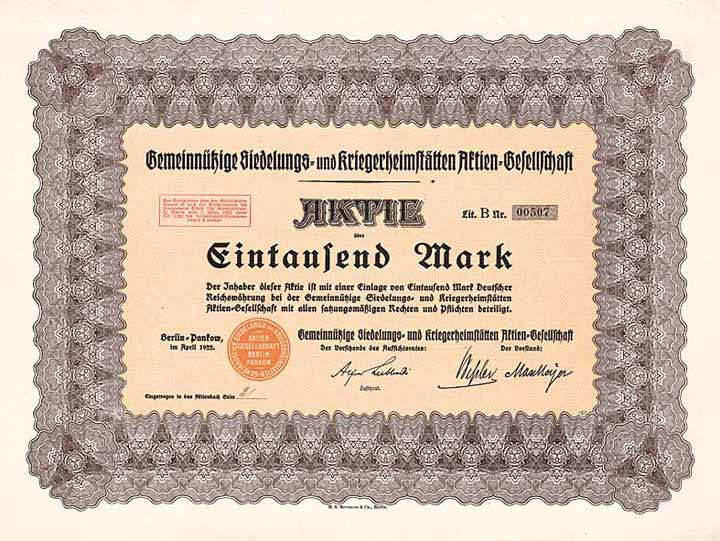 Gemeinnützige Siedelungs- und Kriegerheimstätten Aktien-Gesellschaft
AKTIE
Lit. B Nr. 00507
über
Eintausend Mark
Der Inhaber dieser Aktie ist mit einer Einlage von Eintausend Mark Deutscher
Reichswährung bei der Gemeinnützige Siedelungs- und Kriegerheimstätten
Aktien-Gesellschaft mit allen satzungsmäßigen Rechten und Pflichten beteiligt.
Berlin-Pankow,
im April 1922.
AKTIEN
GESELLSCHAFT
BERLIN-
PANKOW
Gemeinnützige Siedelungs- und Kriegerheimstätten Aktien-Gesellschaft
Der Vorsitzende des Aufsichtsrates:
Der Vorstand:
Justizrat.
Eingetragen in das Aktienbuch Seite